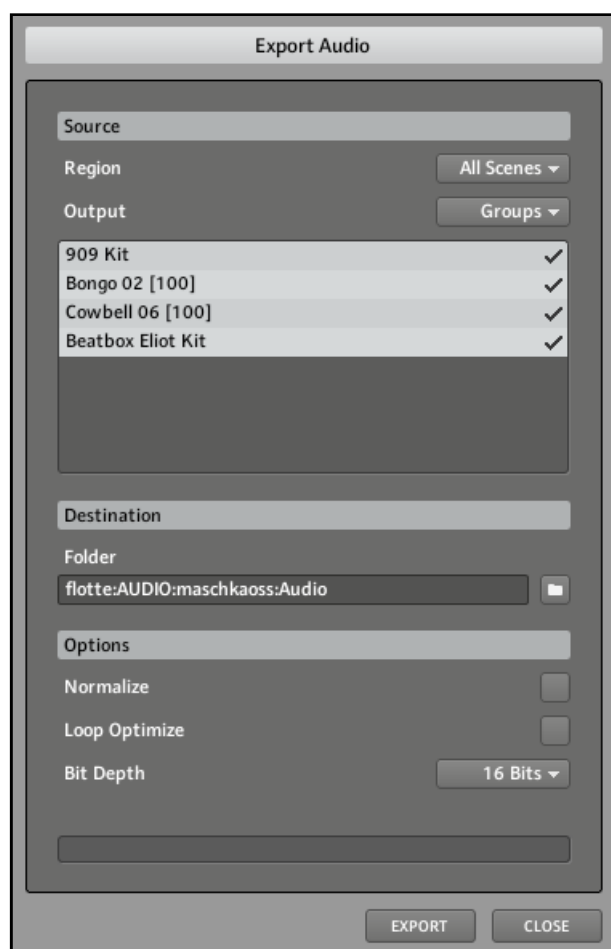 Export Audio
Source
Region All Scenes
Output Groups
909 Kit
Bongo 02 [100]
Cowbell 06 [100]
Beatbox Eliot Kit
Destination
Folder
flotte:AUDIO:maschkaoss:Audio
Options
Normalize
Loop Optimize
Bit Depth 16 Bits
EXPORT CLOSE